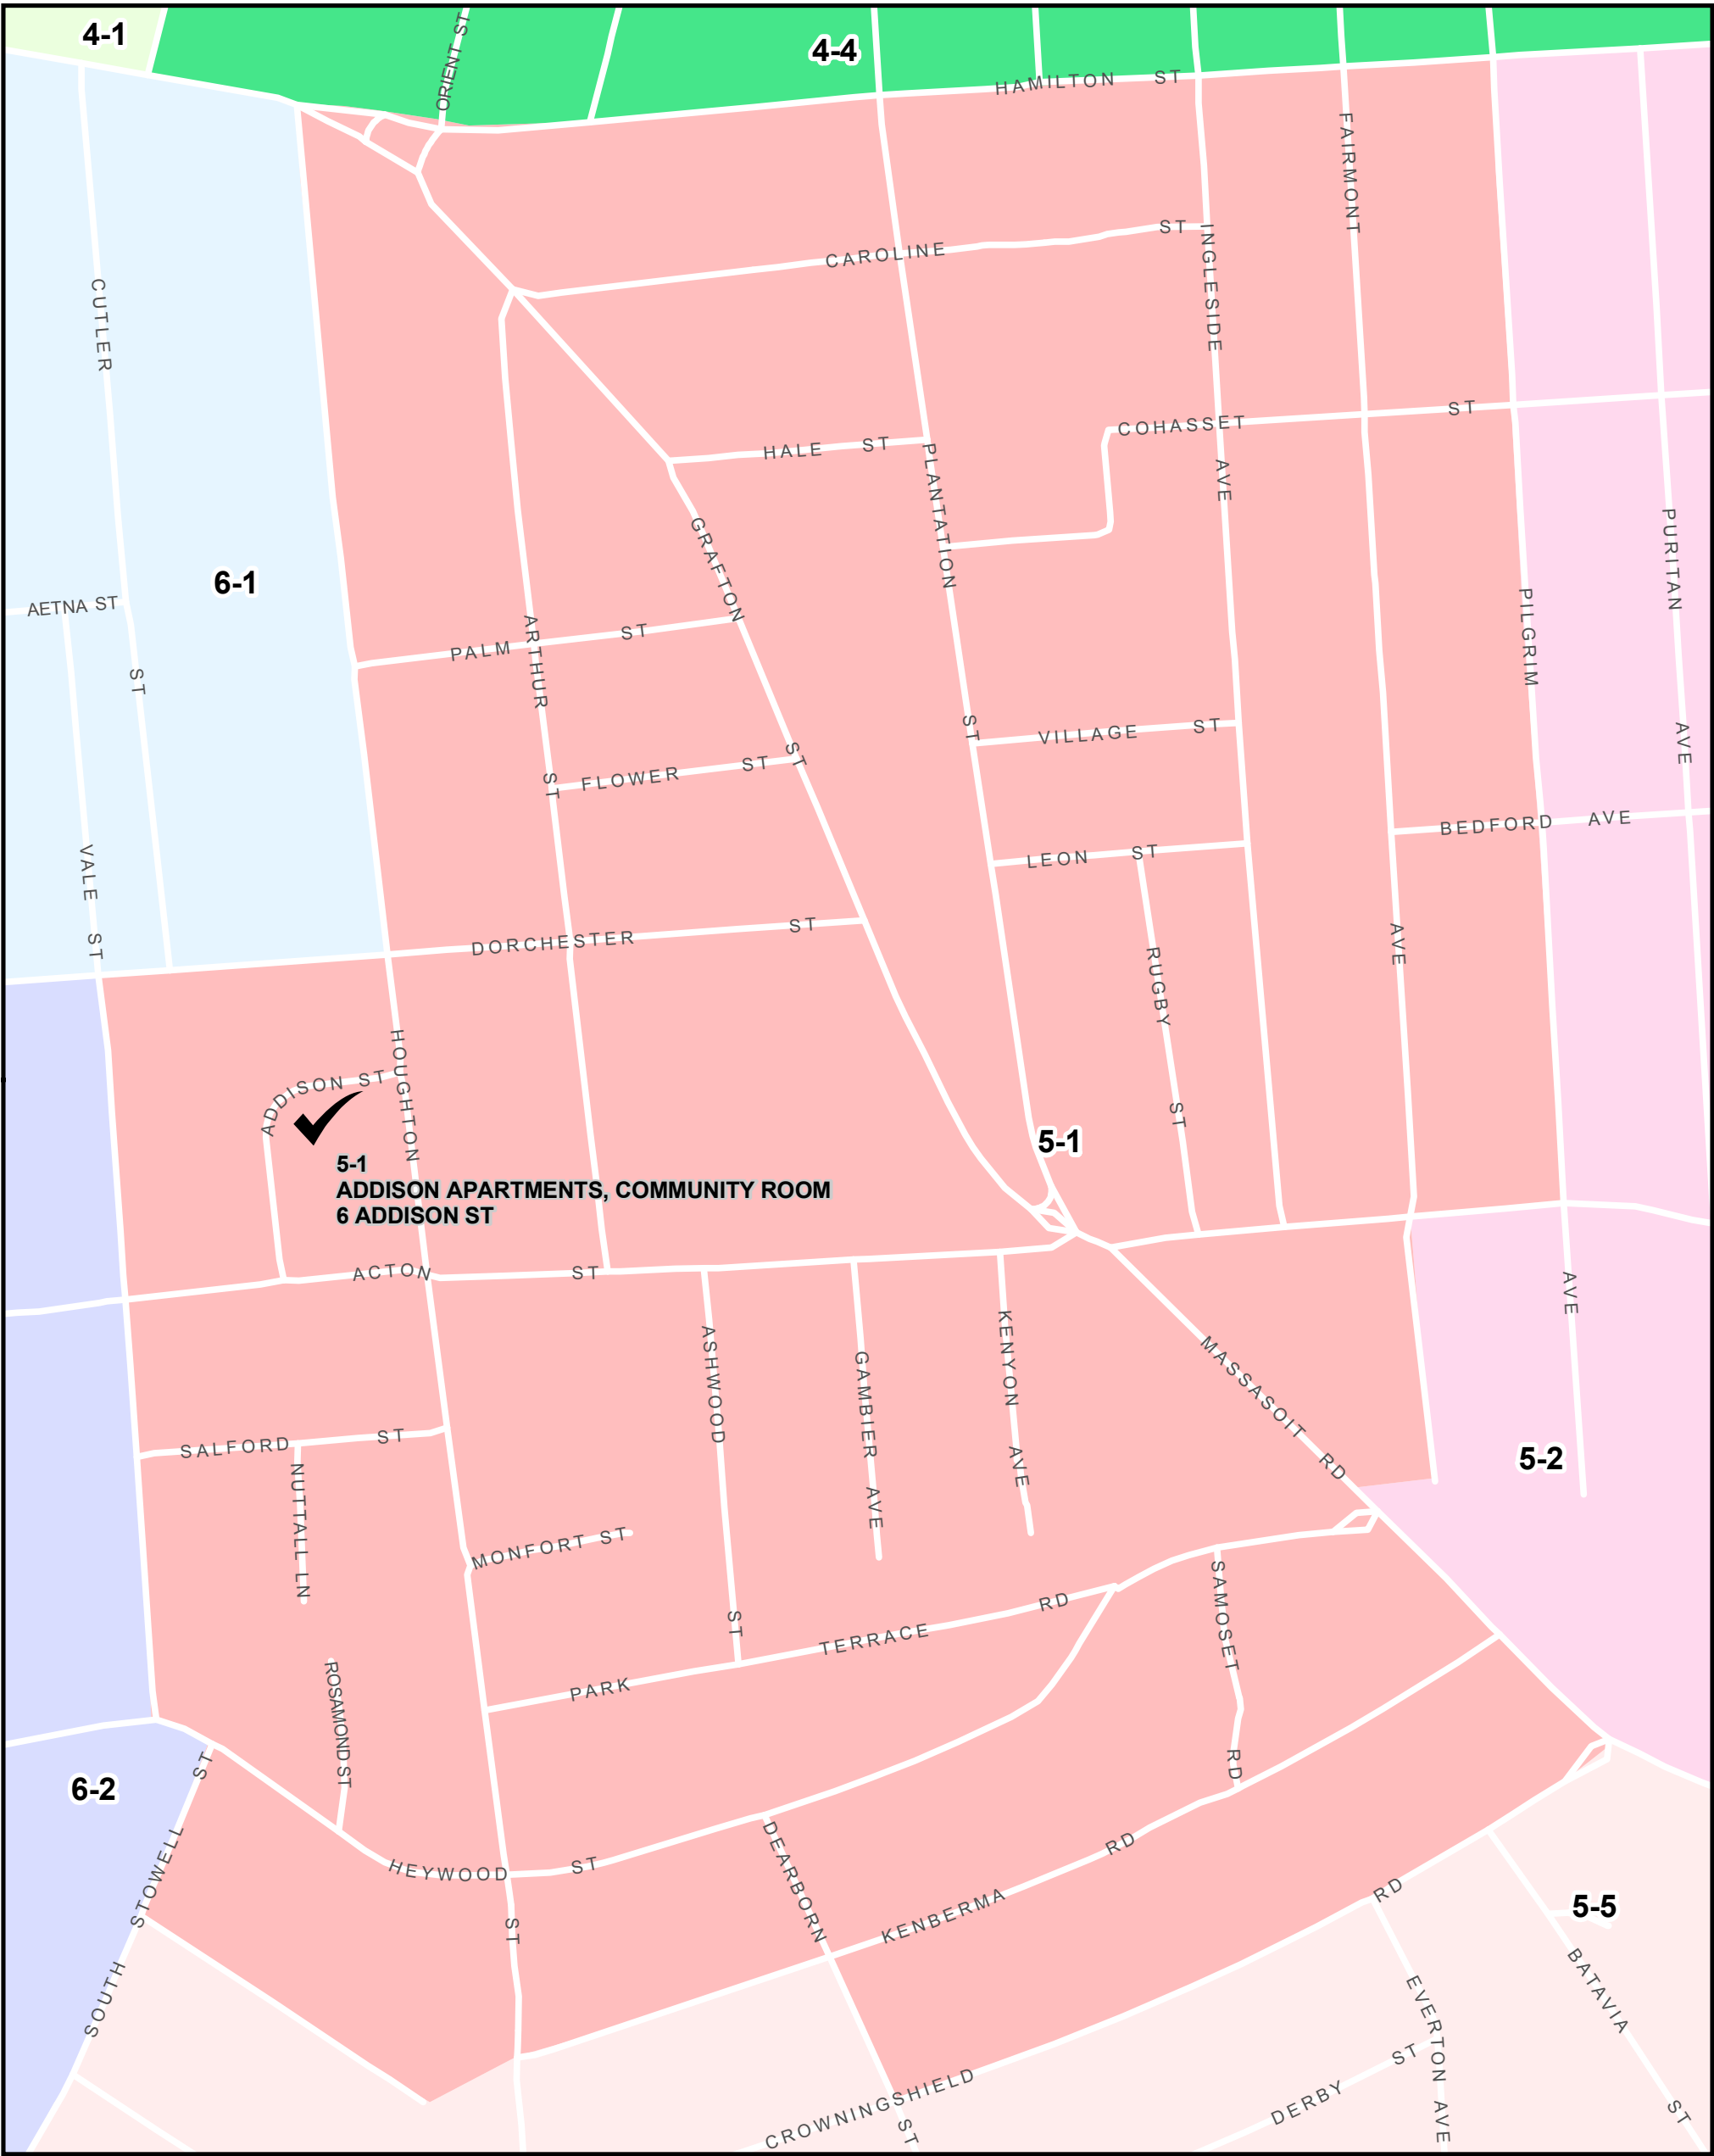 4-1
ORIENT ST
4-4
HAMILTON ST
FAIRMONT AVE
CAROLINE ST
INGLESIDE AVE
CUTLER ST
COHASSET ST
HALE ST
PLANTATION ST
GRAFTON ST
PURITAN AVE
6-1
AETNA ST
PILGRIM AVE
ARTHUR ST
PALM ST
VILLAGE ST
FLOWER ST
BEDFORD AVE
VALE ST
LEON ST
DORCHESTER ST
RUGBY ST
HOUGHTON ST
ADDISON ST
5-1
5-1
ADDISON APARTMENTS, COMMUNITY ROOM
6 ADDISON ST
ACTON ST
ASHWOOD ST
GAMBIER AVE
KENYON AVE
MASSASOIT RD
SALFORD ST
5-2
NUTTALL LN
MONFORT ST
SAMOSET RD
PARK TERRACE RD
ROSAMOND ST
6-2
SOUTH STOWELL ST
HEYWOOD ST
DEARBORN ST
KENBERMA RD
5-5
CROWNINGSHIELD RD
BATAVIA ST
EVERTON AVE
DERBY ST